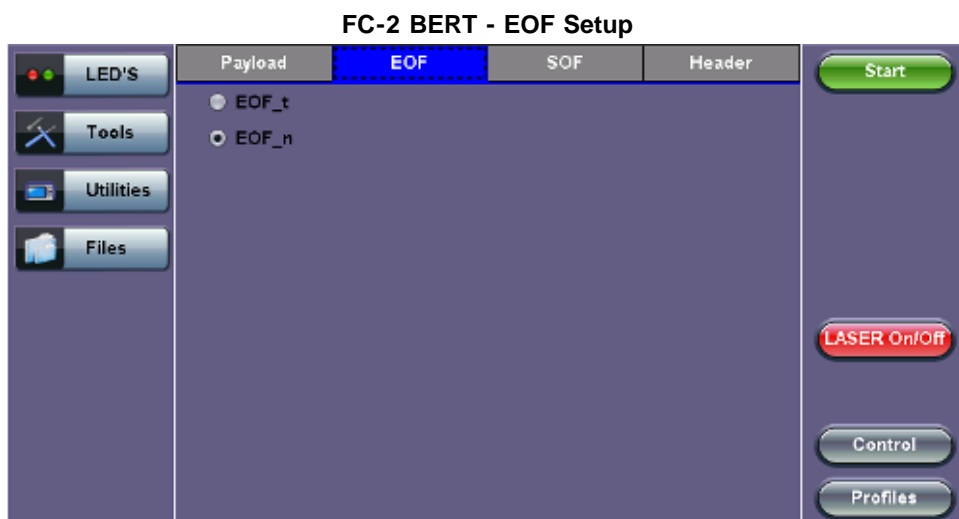 FC-2 BERT - EOF Setup
LED'S
Payload
EOF
SOF
Header
Start
EOF_t
Tools
EOF_n
Utilities
Files
LASER On/Off
Control
Profiles